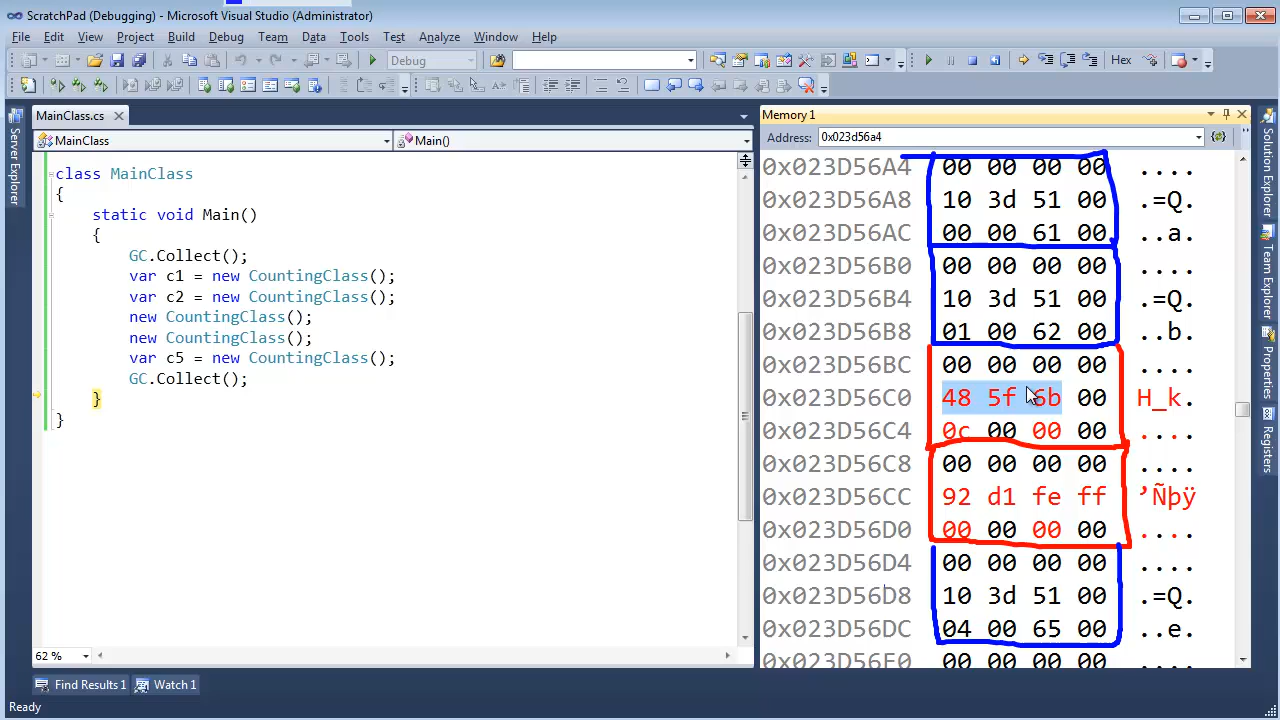 ScratchPad (Debugging) - Microsoft Visual Studio (Administrator)
File Edit View Project Build Debug Team Data Tools Test Analyze Window Help
Debug
Hex
MainClass.cs
MainClass
Main()
class MainClass
{
static void Main()
{
GC.Collect();
var c1 = new CountingClass();
var c2 = new CountingClass();
new CountingClass();
new CountingClass();
var c5 = new CountingClass();
GC.Collect();
}
}
62 %
Server Explorer
Memory 1
Address: 0x023d56a4
0x023D56A4 00 00 00 00 ....
0x023D56A8 10 3d 51 00 .=Q.
0x023D56AC 00 00 61 00 ..a.
0x023D56B0 00 00 00 00 ....
0x023D56B4 10 3d 51 00 .=Q.
0x023D56B8 01 00 62 00 ..b.
0x023D56BC 00 00 00 00 ....
0x023D56C0 48 5f 6b 00 H_k.
0x023D56C4 0c 00 00 00 ....
0x023D56C8 00 00 00 00 ....
0x023D56CC 92 d1 fe ff ’Ñþÿ
0x023D56D0 00 00 00 00 ....
0x023D56D4 00 00 00 00 ....
0x023D56D8 10 3d 51 00 .=Q.
0x023D56DC 04 00 65 00 ..e.
0x023D56E0 00 00 00 00 ....
Solution Explorer
Team Explorer
Properties
Registers
Find Results 1
Watch 1
Ready